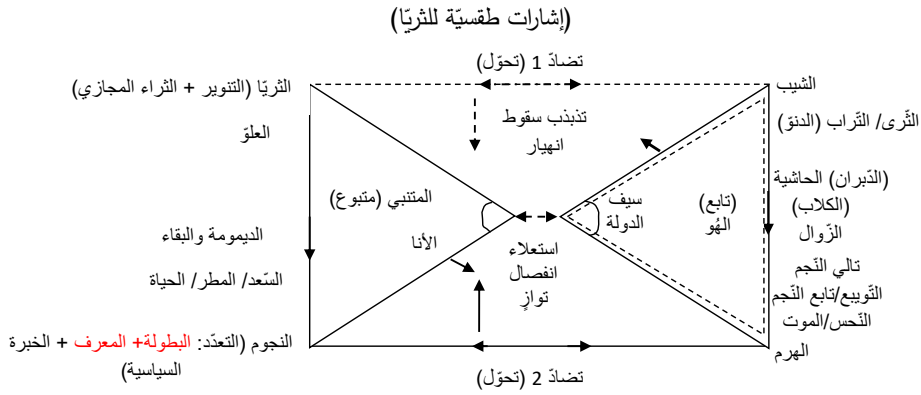 (إشارات طقسيّة للثريّا)
تضادّ 1 (تحوّل)
الشيب
الثريّا (التنوير + الثراء المجازي)
تذبذب سقوط
انهيار
الثّرى/ التّراب (الدنوّ)
العلوّ
(الدّبران) الحاشية
(الكلاب)
الزّوال
(تابع)
الهُو
سيف
الدولة
المتنبي (متبوع)
الأنا
استعلاء
انفصال
توازٍ
الديمومة والبقاء
السّعد/ المطر/ الحياة
تالي النّجم
التّويبع/تابع النّجم
النّحس/الموت
الهرم
النجوم (التعدّد: البطولة+ المعرف + الخبرة
السياسية)
تضادّ 2 (تحوّل)